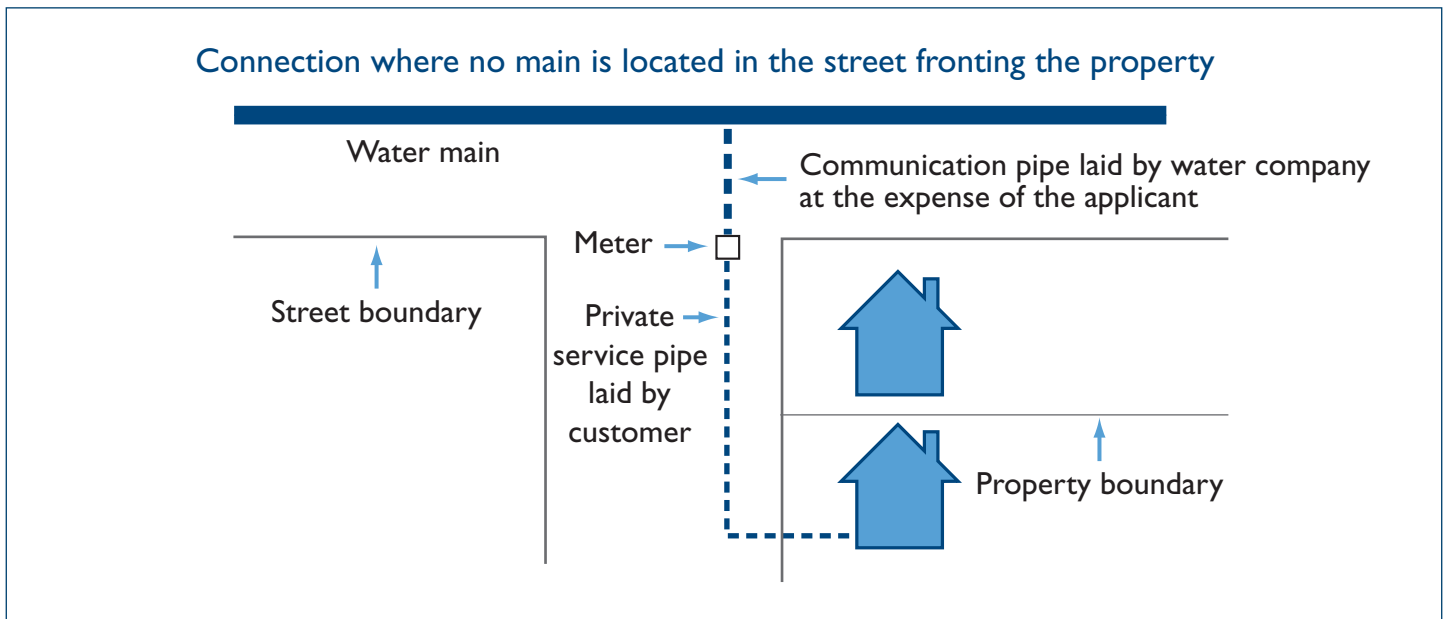 Connection where no main is located in the street fronting the property
Water main
Communication pipe laid by water company
at the expense of the applicant
Meter
Street boundary
Private
service pipe
laid by
customer
Property boundary